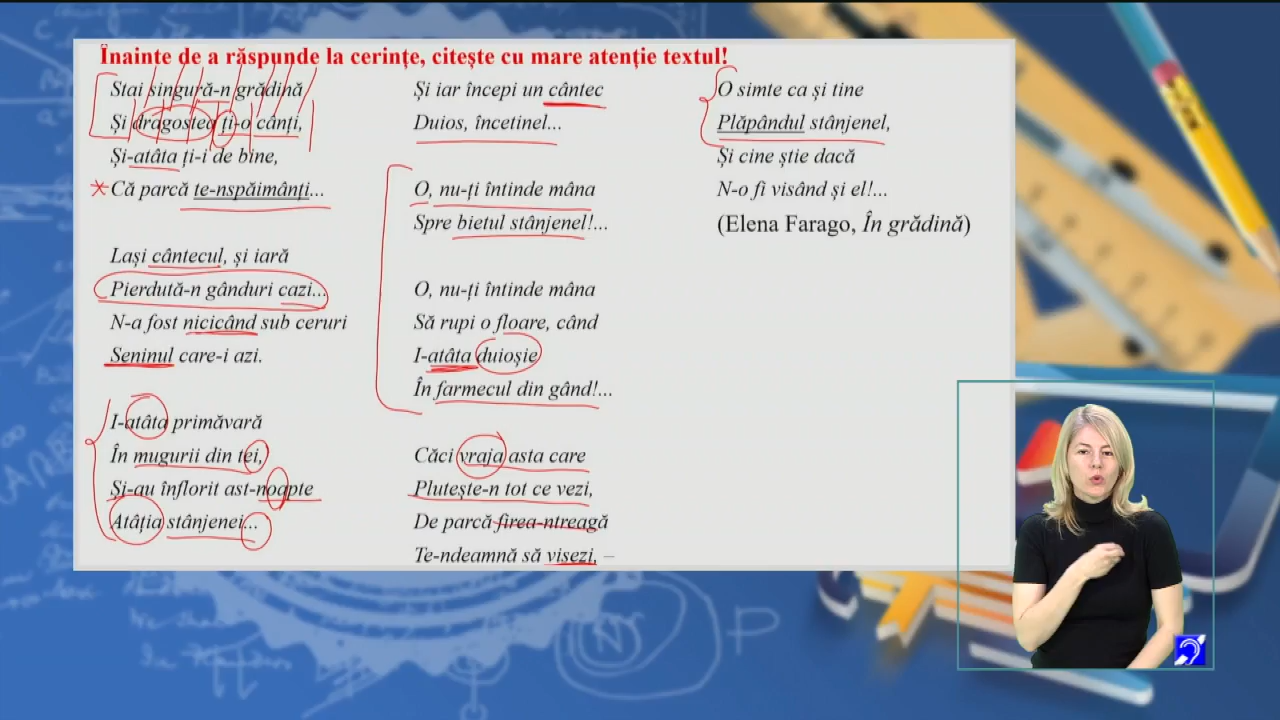 Înainte de a răspunde la cerințe, citește cu mare atenție textul!
Stai singură-n grădină
Și dragostea ți-o cânți,
Și-atâta ți-i de bine,
Că parcă te-nspăimânți...
Lași cântecul, și iară
Pierdută-n gânduri cazi...
N-a fost nicicând sub ceruri
Seninul care-i azi.
I-atâta primăvară
În mugurii din tei,
Și-au înflorit ast-noapte
Atâția stânjenei...
Și iar începi un cântec
Duios, încetinel...
O, nu-ți întinde mâna
Spre bietul stânjenel!...
O, nu-ți întinde mâna
Să rupi o floare, când
I-atâta duioșie
În farmecul din gând!...
Căci vraja asta care
Plutește-n tot ce vezi,
De parcă firea-ntreagă
Te-ndeamnă să visezi, –
O simte ca și tine
Plăpândul stânjenel,
Și cine știe dacă
N-o fi visând și el!...
(Elena Farago, În grădină)
N
P